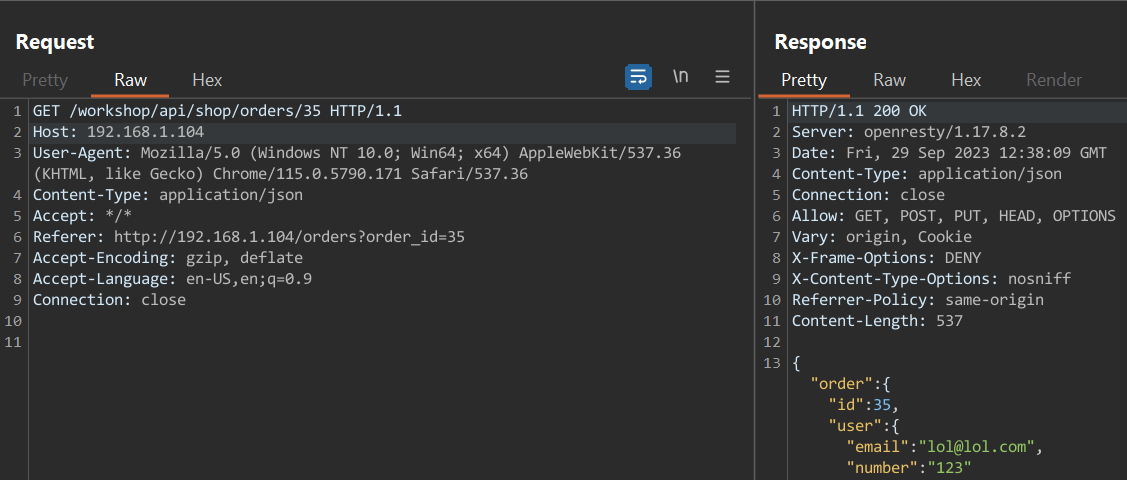 Request
Pretty Raw Hex
\n
1 GET /workshop/api/shop/orders/35 HTTP/1.1
2 Host: 192.168.1.104
3 User-Agent: Mozilla/5.0 (Windows NT 10.0; Win64; x64) AppleWebKit/537.36
(KHTML, like Gecko) Chrome/115.0.5790.171 Safari/537.36
4 Content-Type: application/json
5 Accept: */*
6 Referer: http://192.168.1.104/orders?order_id=35
7 Accept-Encoding: gzip, deflate
8 Accept-Language: en-US,en;q=0.9
9 Connection: close
10
11
Response
Pretty Raw Hex Render
1 HTTP/1.1 200 OK
2 Server: openresty/1.17.8.2
3 Date: Fri, 29 Sep 2023 12:38:09 GMT
4 Content-Type: application/json
5 Connection: close
6 Allow: GET, POST, PUT, HEAD, OPTIONS
7 Vary: origin, Cookie
8 X-Frame-Options: DENY
9 X-Content-Type-Options: nosniff
10 Referrer-Policy: same-origin
11 Content-Length: 537
12
13 {
"order":{
"id":35,
"user":{
"email":"lol@lol.com",
"number":"123"